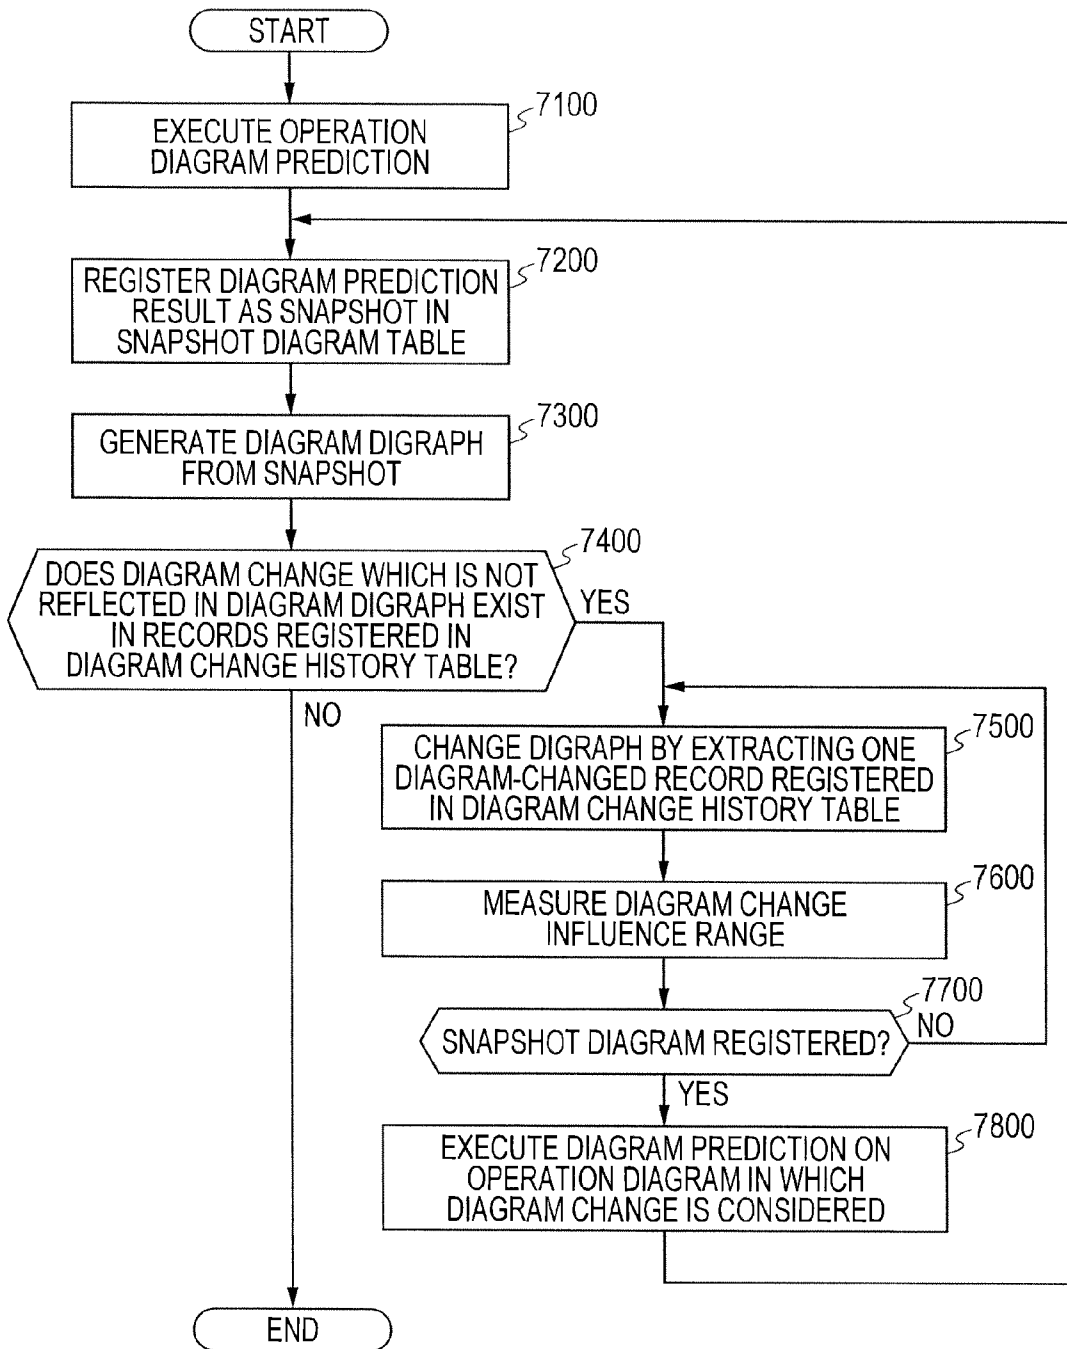 START
7100
EXECUTE OPERATION
DIAGRAM PREDICTION
7200
REGISTER DIAGRAM PREDICTION
RESULT AS SNAPSHOT IN
SNAPSHOT DIAGRAM TABLE
7300
GENERATE DIAGRAM DIGRAPH
FROM SNAPSHOT
7400
DOES DIAGRAM CHANGE WHICH IS NOT
REFLECTED IN DIAGRAM DIGRAPH EXIST
IN RECORDS REGISTERED IN
DIAGRAM CHANGE HISTORY TABLE?
YES
NO
7500
CHANGE DIGRAPH BY EXTRACTING ONE
DIAGRAM-CHANGED RECORD REGISTERED
IN DIAGRAM CHANGE HISTORY TABLE
7600
MEASURE DIAGRAM CHANGE
INFLUENCE RANGE
7700
SNAPSHOT DIAGRAM REGISTERED?
NO
YES
7800
EXECUTE DIAGRAM PREDICTION ON
OPERATION DIAGRAM IN WHICH
DIAGRAM CHANGE IS CONSIDERED
END